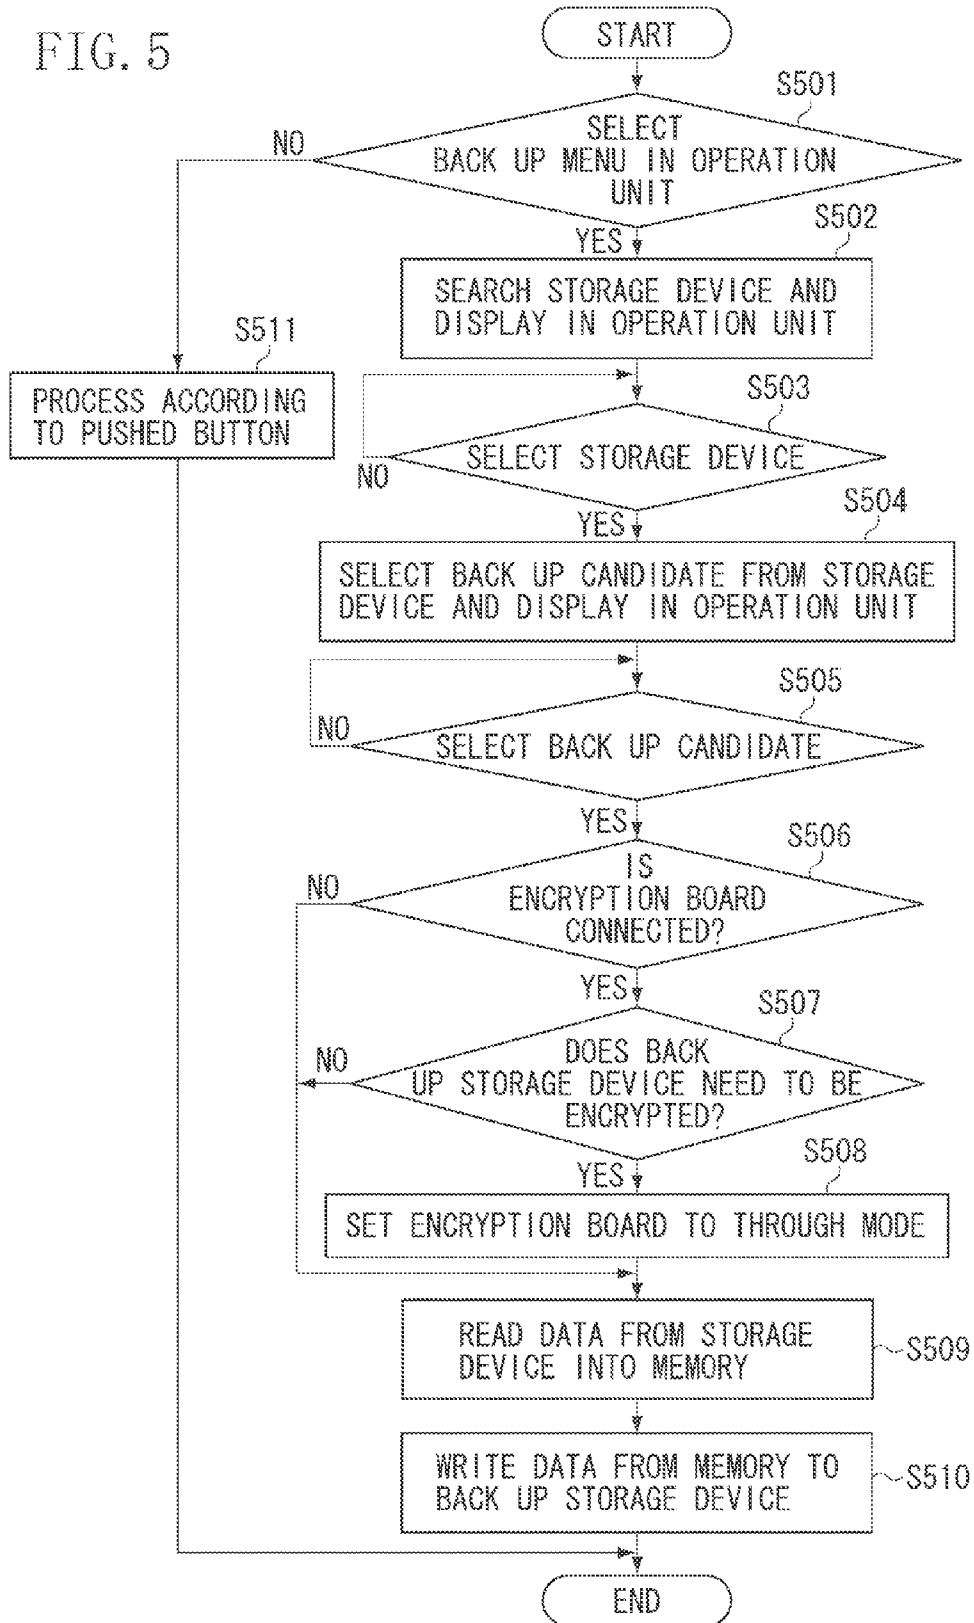 FIG. 5
START
S501
SELECT
BACK UP MENU IN OPERATION
UNIT
NO
YES
S502
SEARCH STORAGE DEVICE AND
DISPLAY IN OPERATION UNIT
S511
PROCESS ACCORDING
TO PUSHED BUTTON
S503
SELECT STORAGE DEVICE
NO
YES
S504
SELECT BACK UP CANDIDATE FROM STORAGE
DEVICE AND DISPLAY IN OPERATION UNIT
S505
SELECT BACK UP CANDIDATE
NO
YES
S506
IS
ENCRYPTION BOARD
CONNECTED?
NO
YES
S507
DOES BACK
UP STORAGE DEVICE NEED TO BE
ENCRYPTED?
NO
YES
S508
SET ENCRYPTION BOARD TO THROUGH MODE
READ DATA FROM STORAGE
DEVICE INTO MEMORY
S509
WRITE DATA FROM MEMORY TO
BACK UP STORAGE DEVICE
S510
END